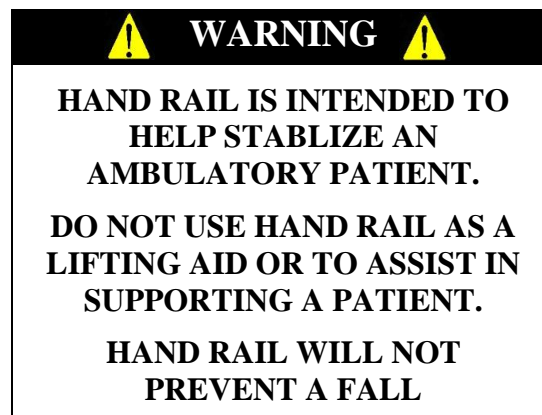 WARNING
HAND RAIL IS INTENDED TO
HELP STABLIZE AN
AMBULATORY PATIENT.
DO NOT USE HAND RAIL AS A
LIFTING AID OR TO ASSIST IN
SUPPORTING A PATIENT.
HAND RAIL WILL NOT
PREVENT A FALL